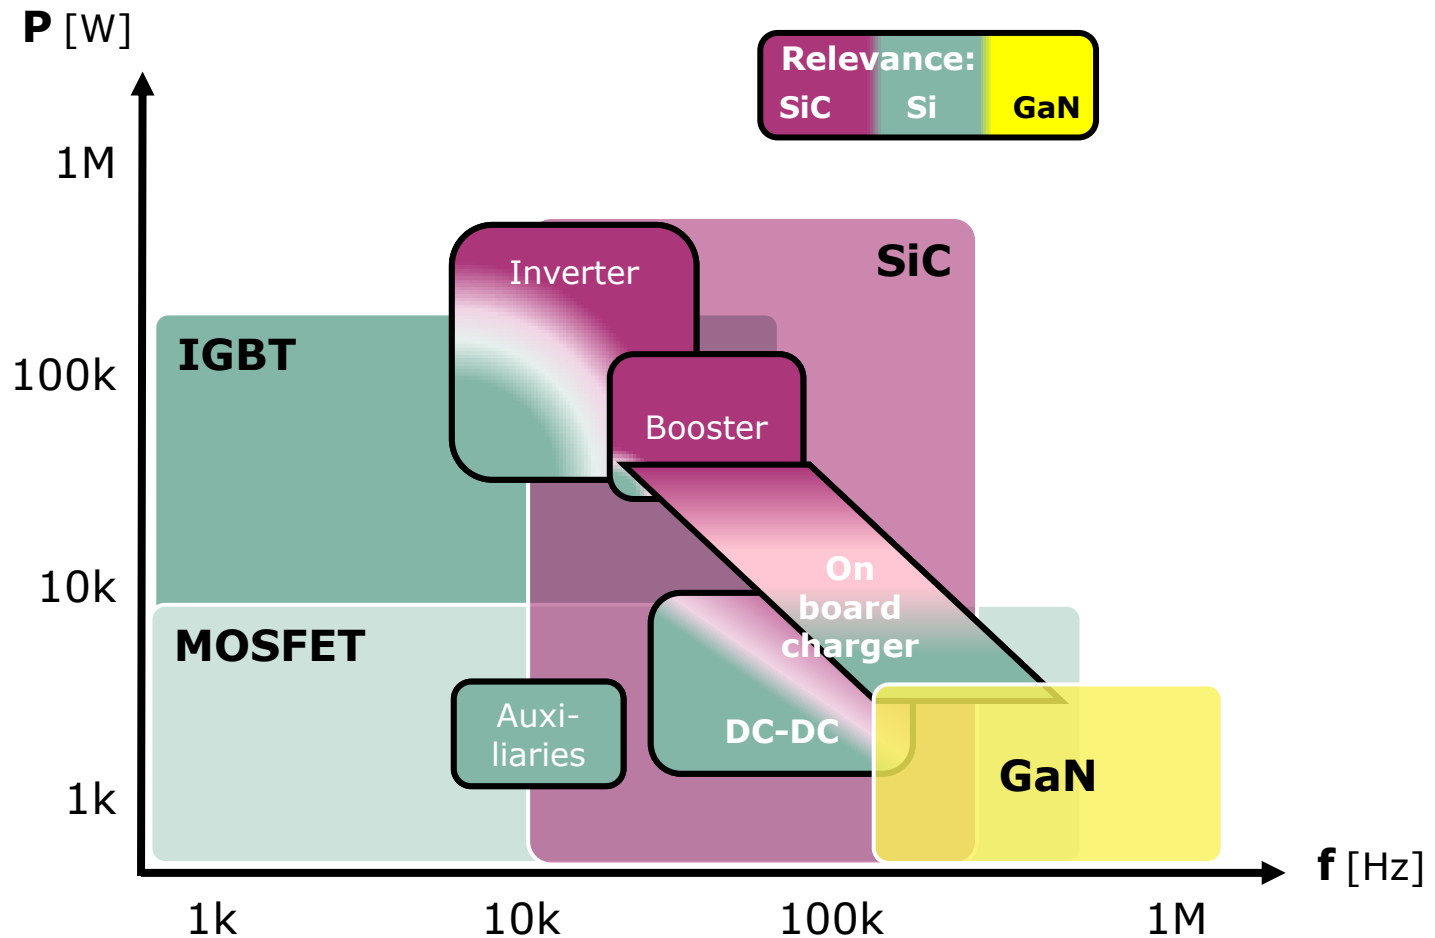 P [W]
Relevance:
SiC Si GaN
1M
SiC
Inverter
IGBT
100k
Booster
On
board
charger
10k
MOSFET
Auxi-
liaries
DC-DC
GaN
1k
f [Hz]
1k 10k 100k 1M